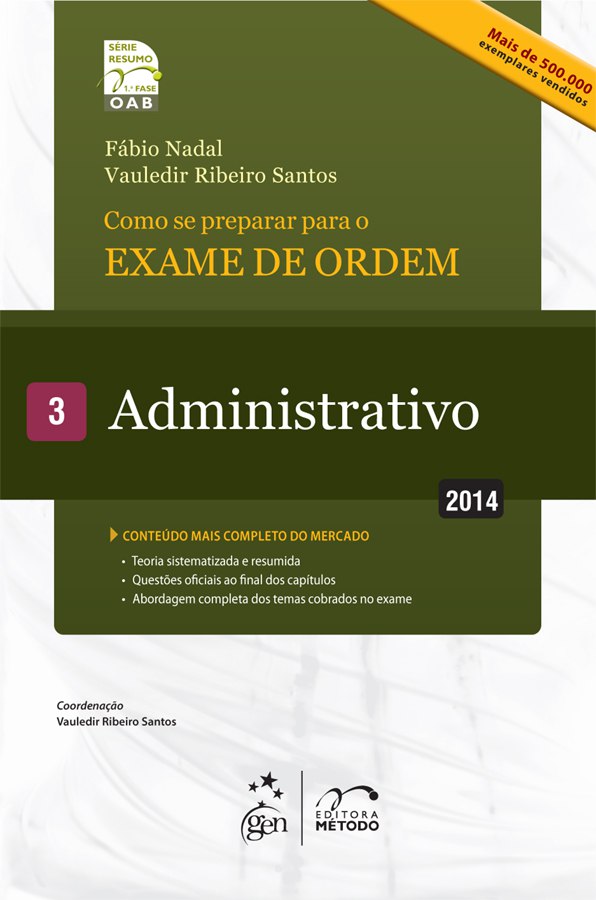 SÉRIE
RESUMO
1.ª FASE
OAB
Mais de 500.000
exemplares vendidos
Fábio Nadal
Vauledir Ribeiro Santos
Como se preparar para o
EXAME DE ORDEM
3 Administrativo
2014
CONTEÚDO MAIS COMPLETO DO MERCADO
• Teoria sistematizada e resumida
• Questões oficiais ao final dos capítulos
• Abordagem completa dos temas cobrados no exame
Coordenação
Vauledir Ribeiro Santos
gen
EDITORA
MÉTODO